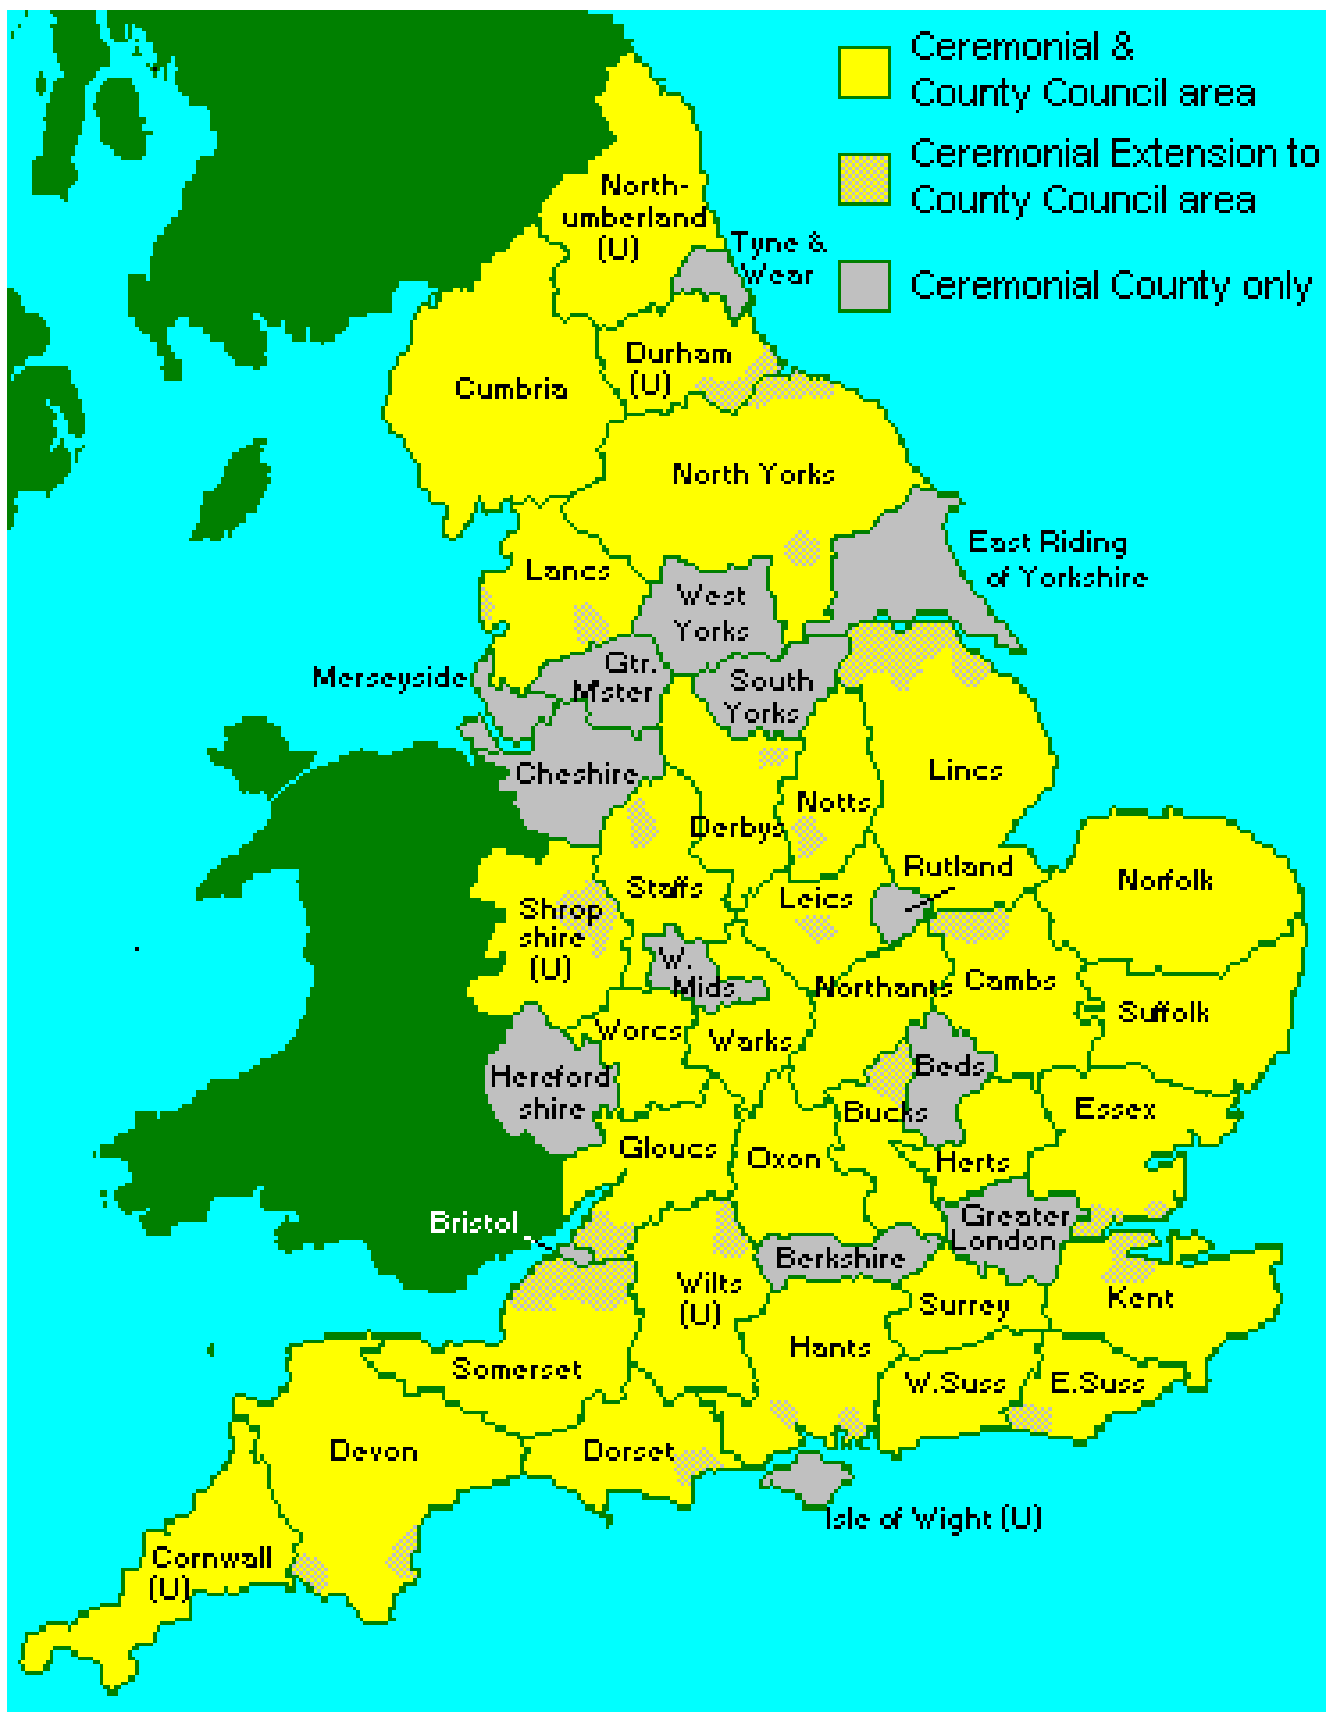 Ceremonial &
County Council area
Ceremonial Extension to
County Council area
Ceremonial County only
North-
umberland
(U)
Tyne &
Wear
Durham
(U)
Cumbria
North Yorks
East Riding
of Yorkshire
Lancs
West
Yorks
Merseyside
Gtr.
M'ster
South
Yorks
Cheshire
Lincs
Notts
Derbys
Rutland
Norfolk
Staffs
Leics
Shrop
shire
(U)
W.
Mids
Northants
Cambs
Suffolk
Worcs
Warks
Hereford
shire
Beds
Bucks
Essex
Gloucs
Oxon
Herts
Bristol
Greater
London
Berkshire
Wilts
(U)
Surrey
Kent
Hants
Somerset
W.Suss
E.Suss
Devon
Dorset
Isle of Wight (U)
Cornwall
(U)